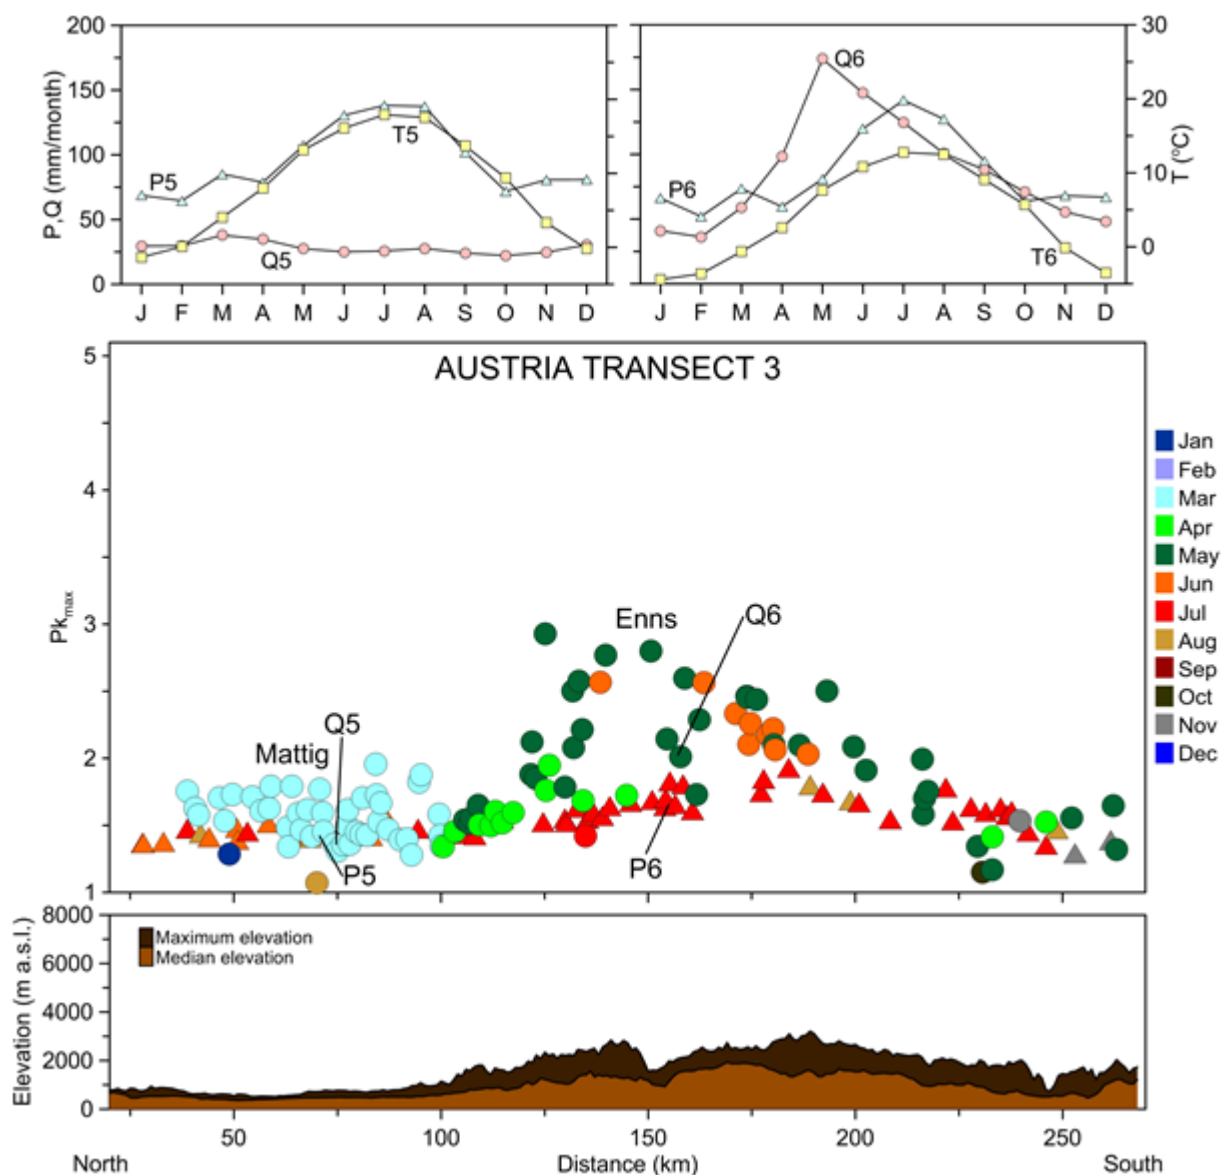 200
150
100
50
0
P,Q (mm/month)
P5
T5
Q5
J F M A M J J A S O N D
Q6
P6
T6
J F M A M J J A S O N D
30
20
10
0
T (ºC)
AUSTRIA TRANSECT 3
5
4
3
2
1
Pkmax
Enns
Q6
Q5
Mattig
P5
P6
Jan
Feb
Mar
Apr
May
Jun
Jul
Aug
Sep
Oct
Nov
Dec
8000
6000
4000
2000
0
Elevation (m a.s.l.)
Maximum elevation
Median elevation
50 100 150 200 250
North Distance (km) South